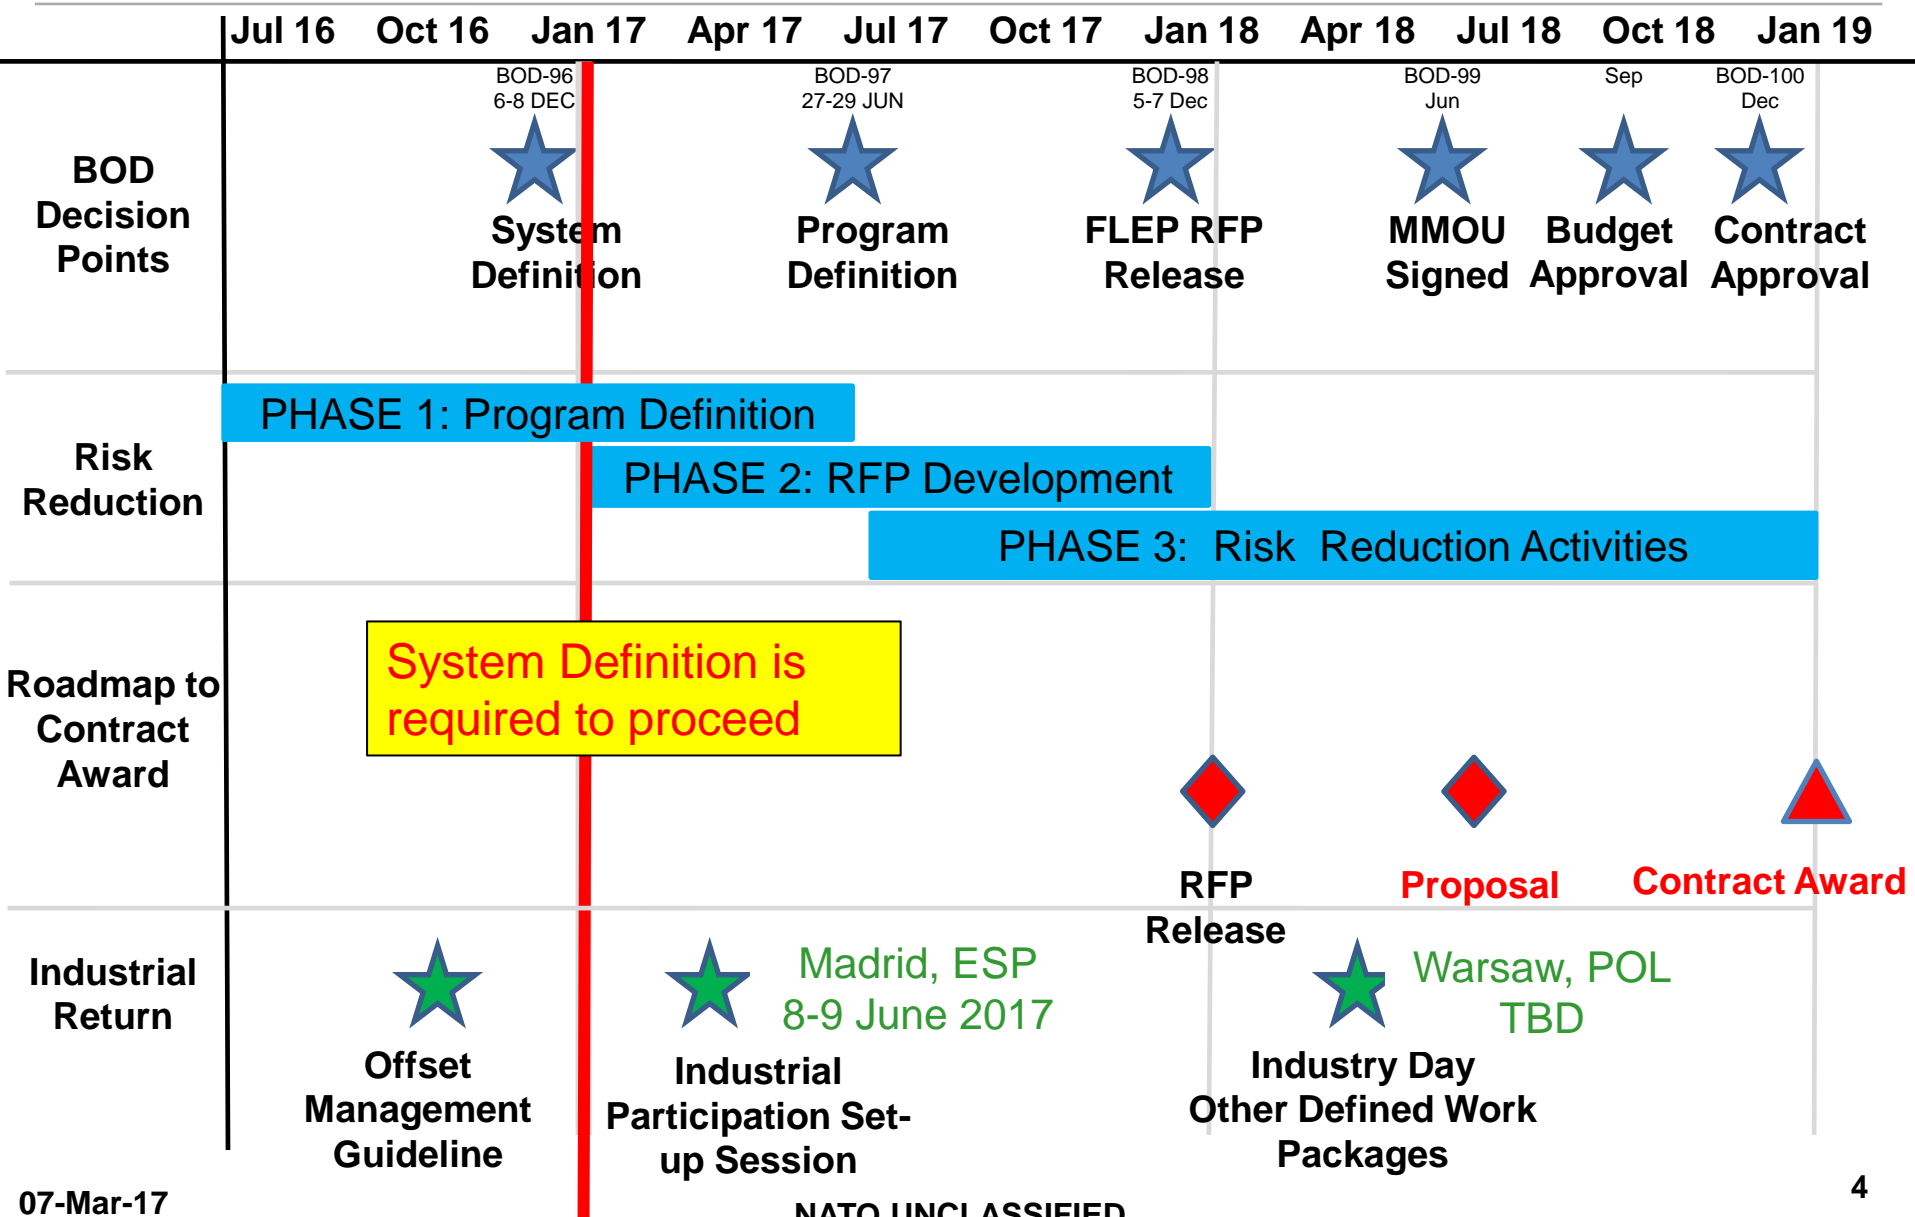 Jul 16 Oct 16 Jan 17 Apr 17 Jul 17 Oct 17 Jan 18 Apr 18 Jul 18 Oct 18 Jan 19
BOD-96
6-8 DEC
BOD-97
27-29 JUN
BOD-98
5-7 Dec
BOD-99
Jun
Sep
BOD-100
Dec
BOD
Decision
Points
System
Definition
Program
Definition
FLEP RFP
Release
MMOU
Signed
Budget
Approval
Contract
Approval
Risk
Reduction
PHASE 1: Program Definition
PHASE 2: RFP Development
PHASE 3: Risk Reduction Activities
Roadmap to
Contract
Award
System Definition is
required to proceed
RFP
Release
Proposal
Contract Award
Industrial
Return
Offset
Management
Guideline
Madrid, ESP
8-9 June 2017
Industrial
Participation Set-
up Session
Warsaw, POL
TBD
Industry Day
Other Defined Work
Packages
07-Mar-17
NATO UNCLASSIFIED
4